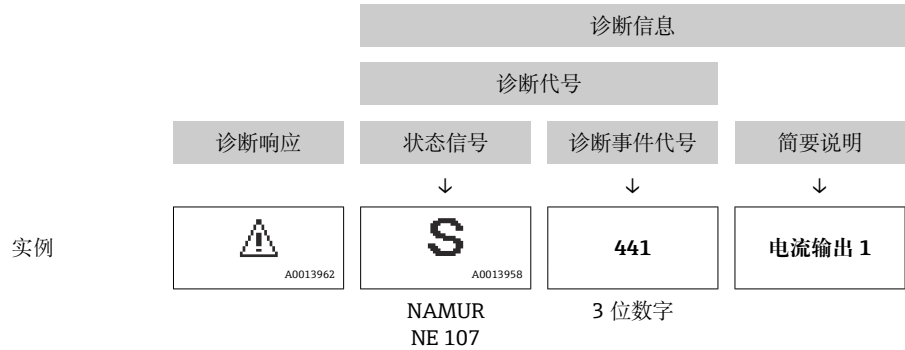 诊断信息
诊断代号
诊断响应 状态信号 诊断事件代号 简要说明
↓ ↓ ↓
实例 S 441 电流输出 1
A0013962 A0013958
NAMUR 3 位数字
NE 107